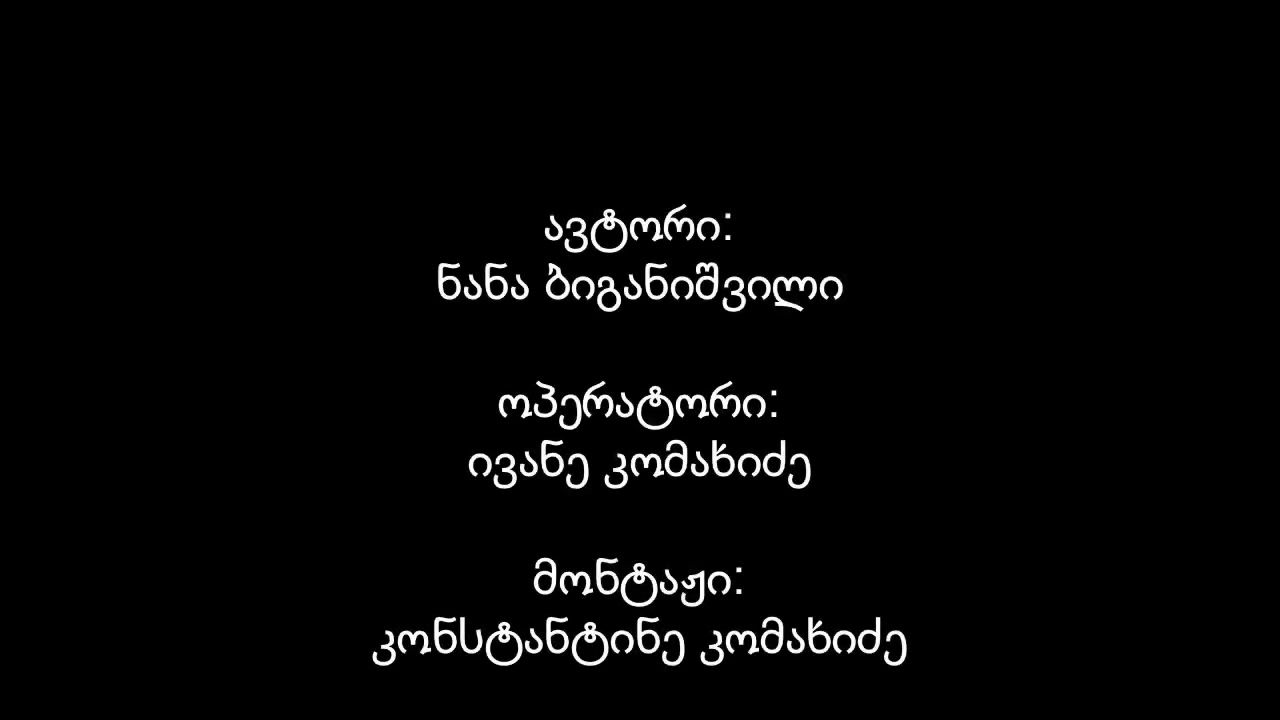 ავტორი:
ნანა ბიგანიშვილი
ოპერატორი:
ივანე კომახიძე
მონტაჟი:
კონსტანტინე კომახიძე